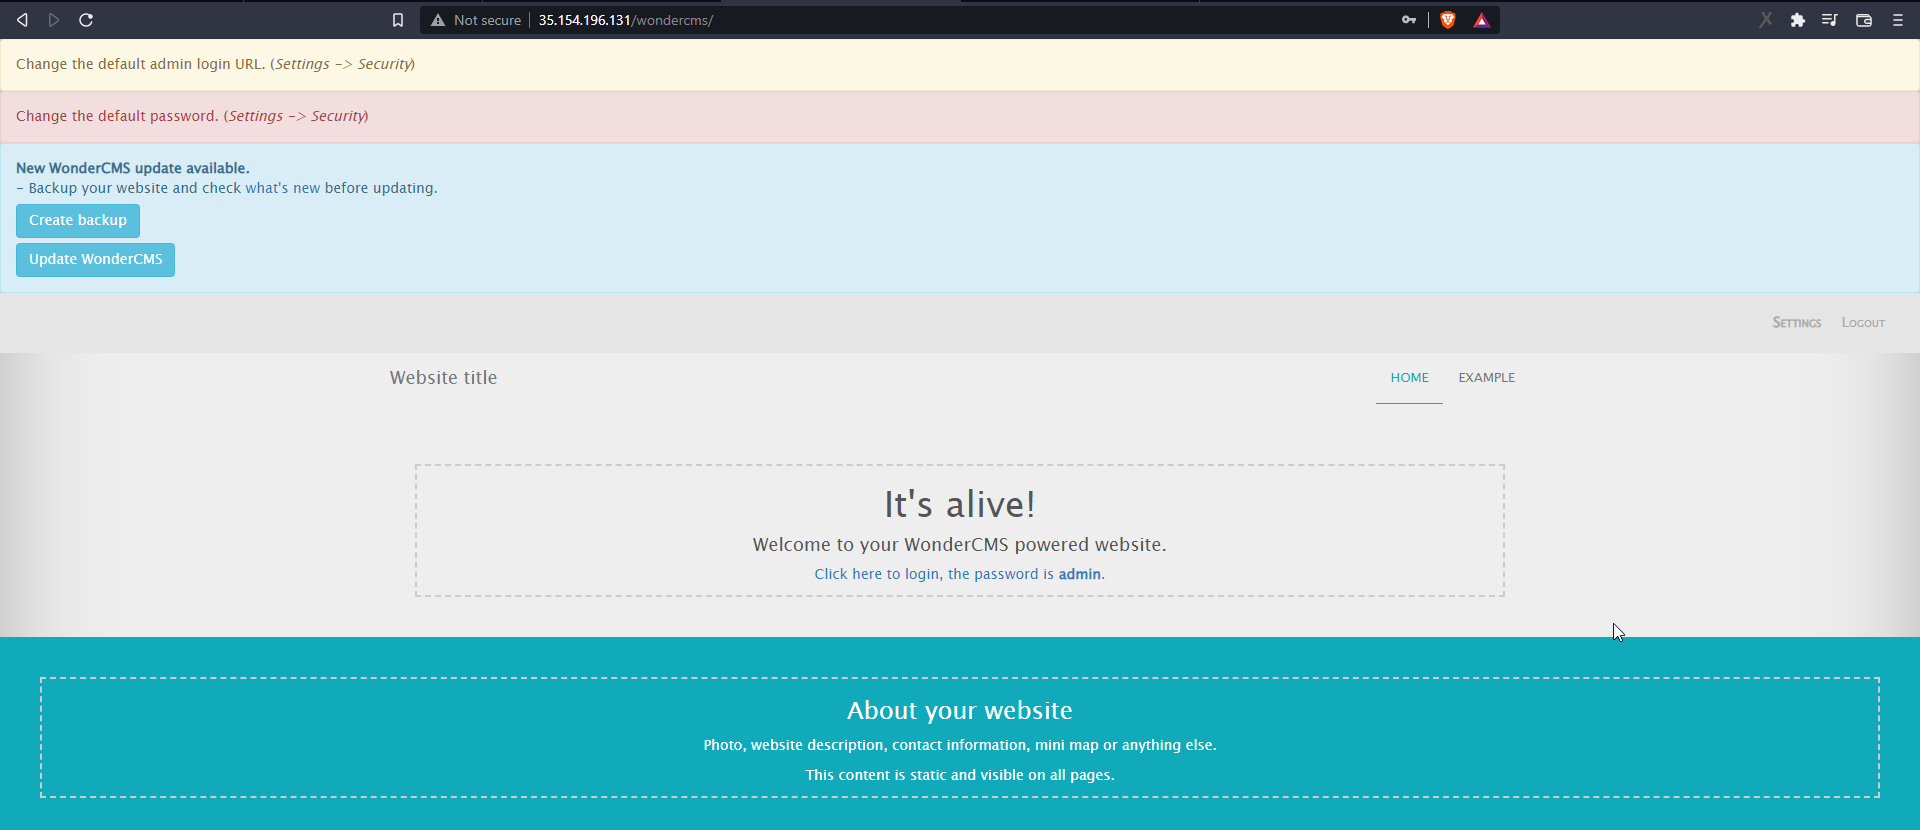 Not secure | 35.154.196.131/wondercms/
Change the default admin login URL. (Settings -> Security)
Change the default password. (Settings -> Security)
New WonderCMS update available.
- Backup your website and check what's new before updating.
Create backup
Update WonderCMS
Settings Logout
Website title HOME EXAMPLE
It's alive!
Welcome to your WonderCMS powered website.
Click here to login, the password is admin.
About your website
Photo, website description, contact information, mini map or anything else.
This content is static and visible on all pages.